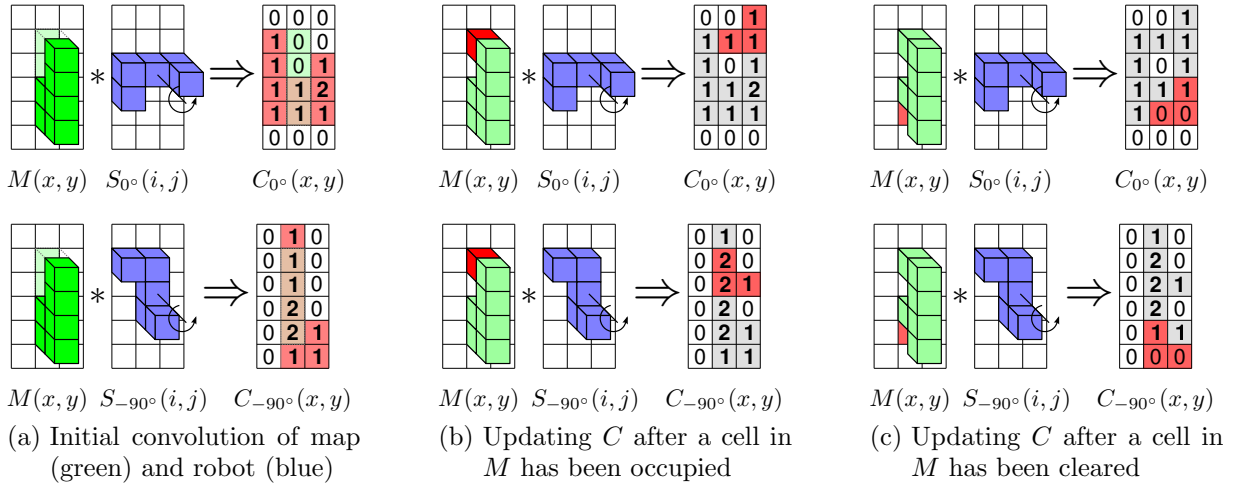 * ⇒
0 0 0
1 0 0
1 0 1
1 1 2
1 1 1
0 0 0
M(x, y) S₀°(i, j) C₀°(x, y)
* ⇒
0 1 0
0 1 0
0 1 0
0 2 0
0 2 1
0 1 1
M(x, y) S₋₉₀°(i, j) C₋₉₀°(x, y)
(a) Initial convolution of map
(green) and robot (blue)
* ⇒
0 0 1
1 1 1
1 0 1
1 1 2
1 1 1
0 0 0
M(x, y) S₀°(i, j) C₀°(x, y)
* ⇒
0 1 0
0 2 0
0 2 1
0 2 0
0 2 1
0 1 1
M(x, y) S₋₉₀°(i, j) C₋₉₀°(x, y)
(b) Updating C after a cell in
M has been occupied
* ⇒
0 0 1
1 1 1
1 0 1
1 1 1
1 0 0
0 0 0
M(x, y) S₀°(i, j) C₀°(x, y)
* ⇒
0 1 0
0 2 0
0 2 1
0 2 0
0 1 1
0 0 0
M(x, y) S₋₉₀°(i, j) C₋₉₀°(x, y)
(c) Updating C after a cell in
M has been cleared